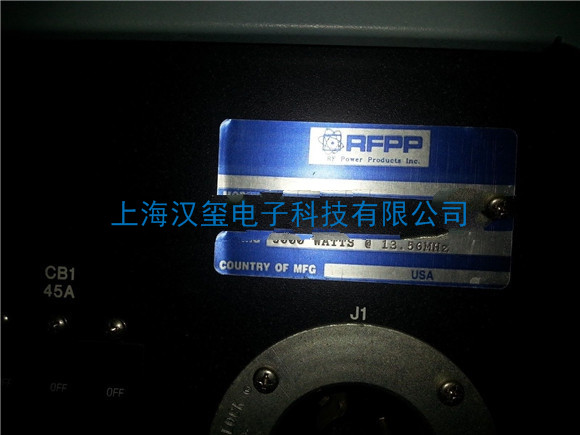 RFPP
RF Power Products Inc.
上海汉玺电子科技有限公司
WATTS @ 13.56MHz
COUNTRY OF MFG USA
CB1
45A
J1
OFF
OFF
LOCK